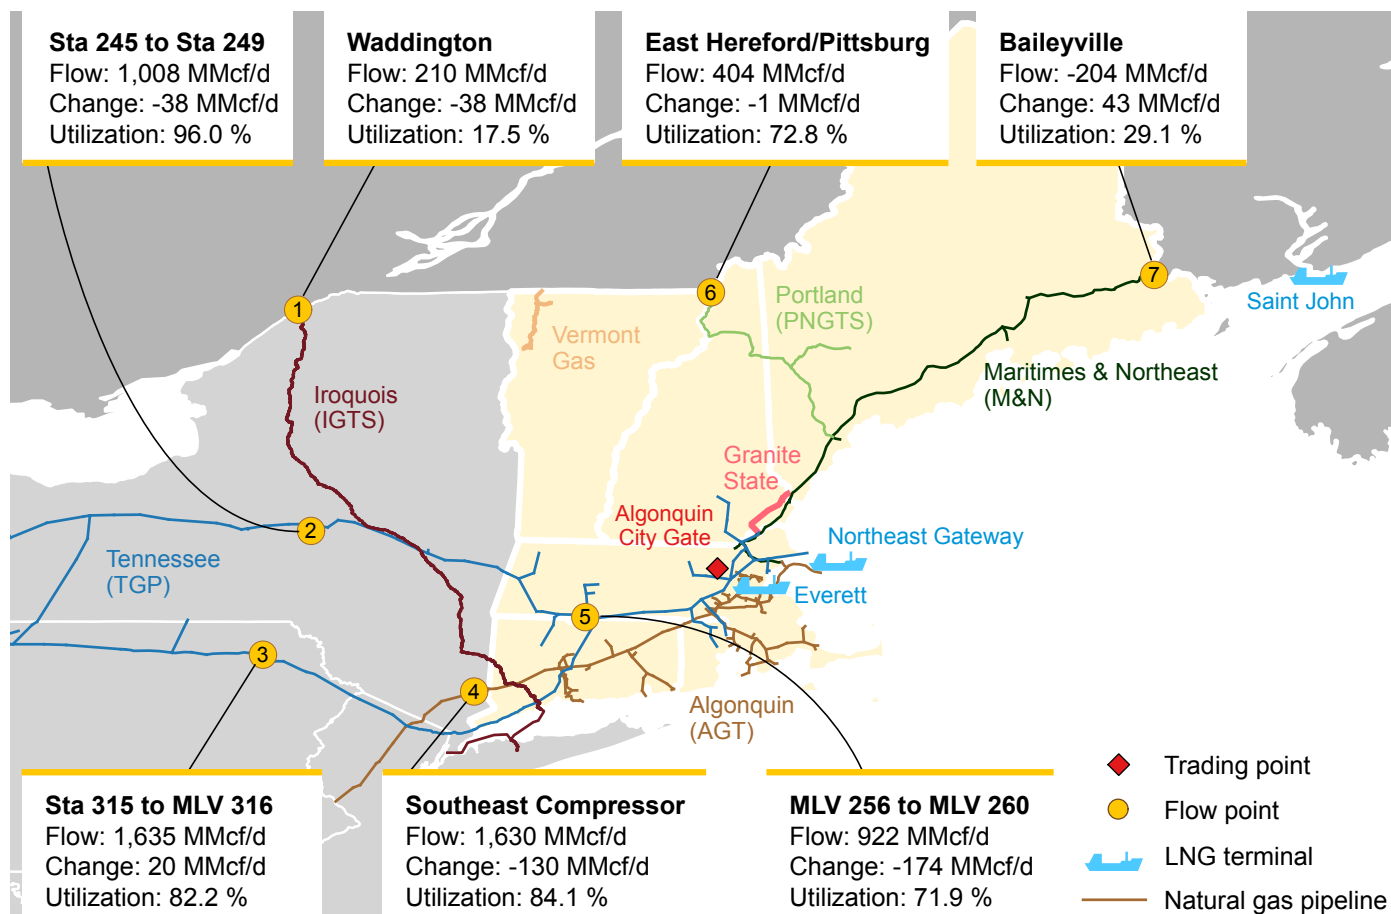 Sta 245 to Sta 249
Flow: 1,008 MMcf/d
Change: -38 MMcf/d
Utilization: 96.0 %
Waddington
Flow: 210 MMcf/d
Change: -38 MMcf/d
Utilization: 17.5 %
East Hereford/Pittsburg
Flow: 404 MMcf/d
Change: -1 MMcf/d
Utilization: 72.8 %
Baileyville
Flow: -204 MMcf/d
Change: 43 MMcf/d
Utilization: 29.1 %
1
6
7
Portland
(PNGTS)
Saint John
Vermont
Gas
Maritimes & Northeast
(M&N)
Iroquois
(IGTS)
Granite
State
Algonquin
City Gate
2
Northeast Gateway
Tennessee
(TGP)
Everett
5
3
4
Algonquin
(AGT)
Sta 315 to MLV 316
Flow: 1,635 MMcf/d
Change: 20 MMcf/d
Utilization: 82.2 %
Southeast Compressor
Flow: 1,630 MMcf/d
Change: -130 MMcf/d
Utilization: 84.1 %
MLV 256 to MLV 260
Flow: 922 MMcf/d
Change: -174 MMcf/d
Utilization: 71.9 %
Trading point
Flow point
LNG terminal
Natural gas pipeline